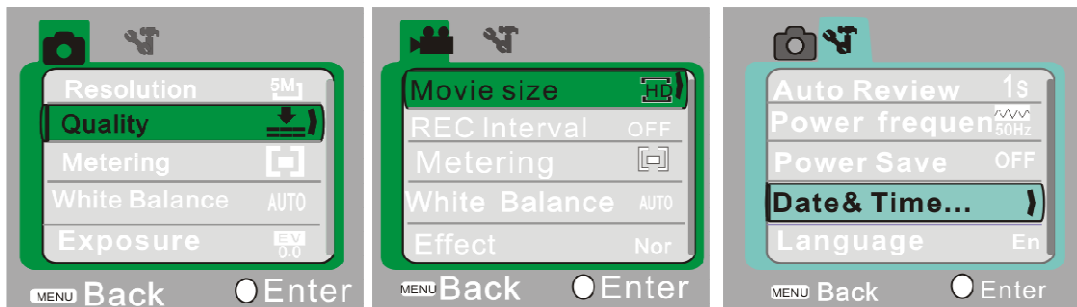 Resolution 5M
Quality
Metering
White Balance AUTO
Exposure EV 0.0
MENU Back Enter
Movie size HD
REC Interval OFF
Metering
White Balance AUTO
Effect Nor
MENU Back Enter
Auto Review 1s
Power frequen 50Hz
Power Save OFF
Date& Time...
Language En
MENU Back Enter